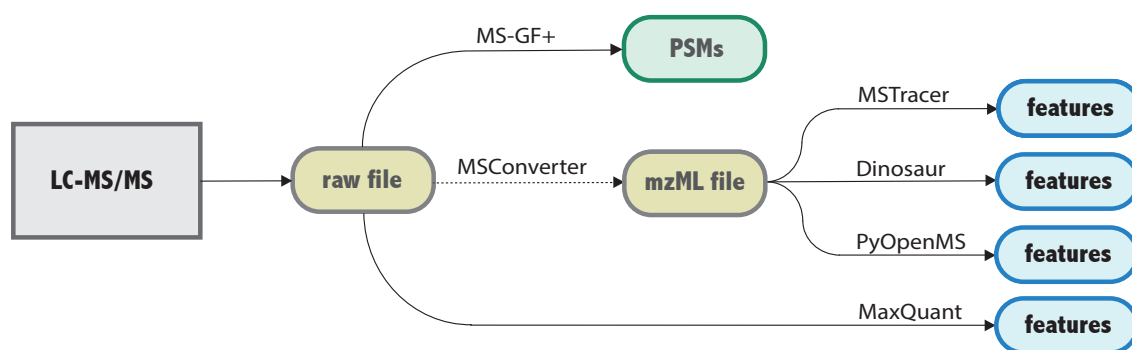 MS-GF+
PSMs
MSTracer
features
LC-MS/MS
raw file
MSConverter
mzML file
Dinosaur
features
PyOpenMS
features
MaxQuant
features